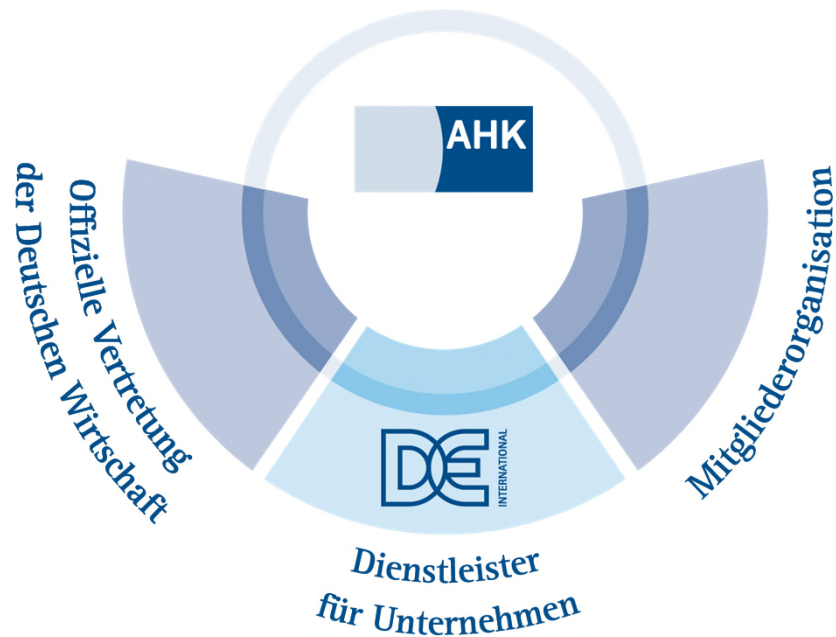 AHK
Offizielle Vertretung
der Deutschen Wirtschaft
DE
INTERNATIONAL
Dienstleister
für Unternehmen
Mitgliederorganisation